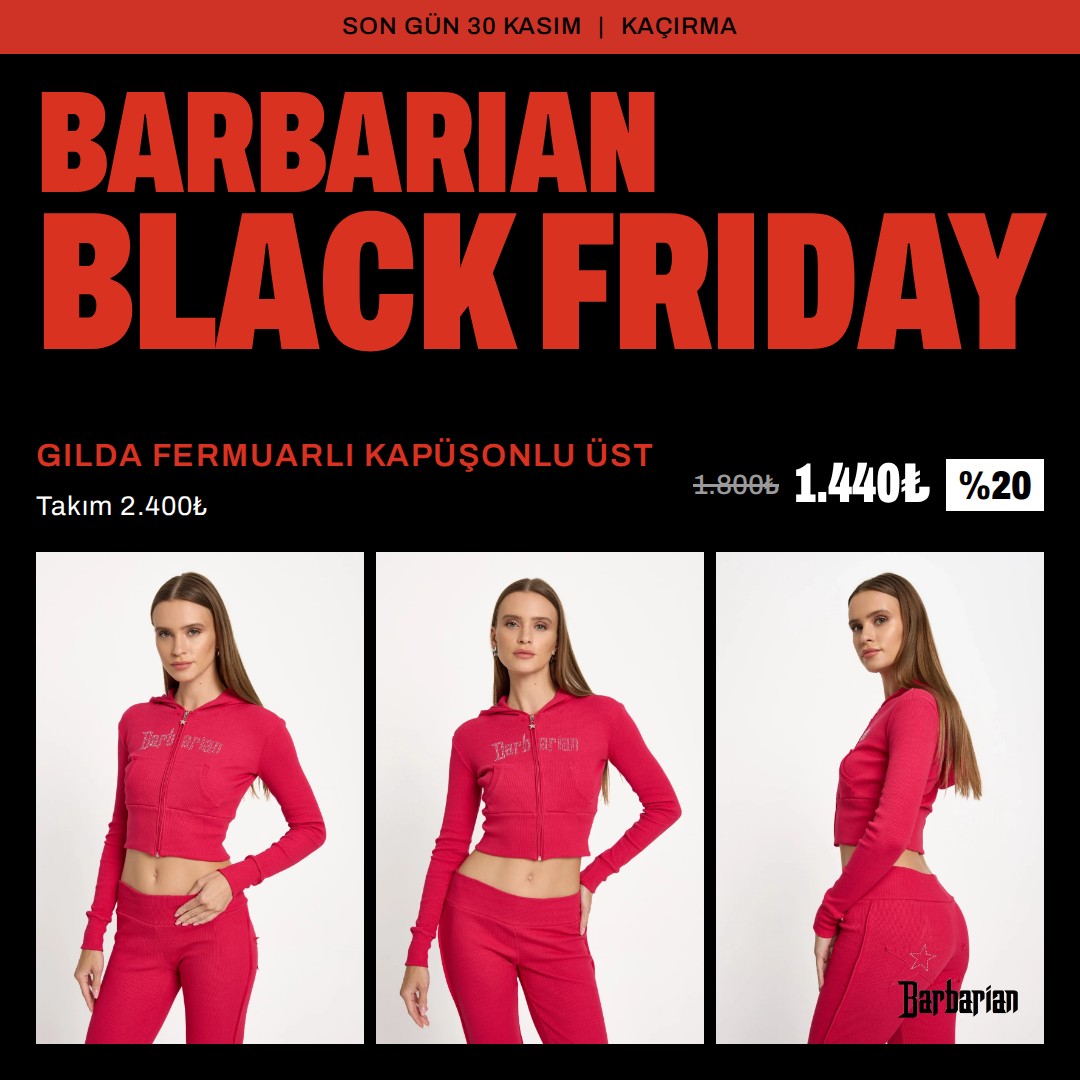 SON GÜN 30 KASIM | KAÇIRMA
BARBARIAN
BLACK FRIDAY
GILDA FERMUARLI KAPÜŞONLU ÜST
Takım 2.400₺
1.800₺ 1.440₺ %20
Barbarian
Barbarian
Barbarian